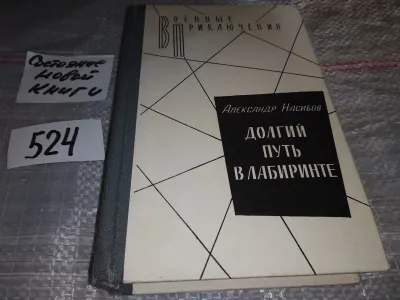 Состояние
новой
книги
524
Военные
Приключения
Александр Насибов
ДОЛГИЙ
ПУТЬ
В ЛАБИРИНТЕ